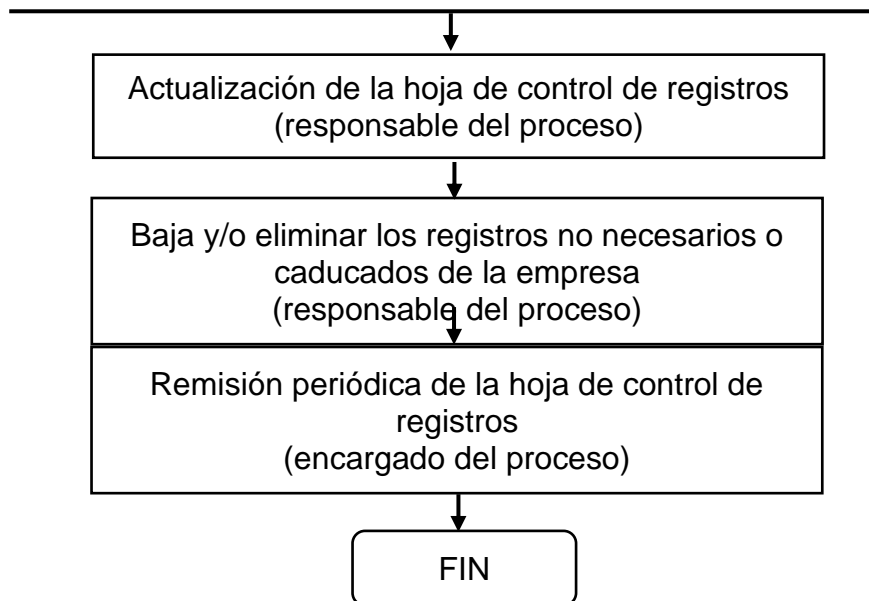 Actualización de la hoja de control de registros
(responsable del proceso)
Baja y/o eliminar los registros no necesarios o
caducados de la empresa
(responsable del proceso)
Remisión periódica de la hoja de control de
registros
(encargado del proceso)
FIN